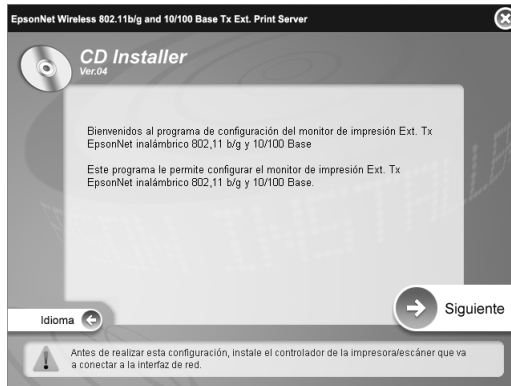 EpsonNet Wireless 802.11b/g and 10/100 Base Tx Ext. Print Server
CD Installer
Ver.04
Bienvenidos al programa de configuración del monitor de impresión Ext. Tx
EpsonNet inalámbrico 802,11 b/g y 10/100 Base
Este programa le permite configurar el monitor de impresión Ext. Tx
EpsonNet inalámbrico 802,11 b/g y 10/100 Base.
Idioma
Siguiente
Antes de realizar esta configuración, instale el controlador de la impresora/escáner que va
a conectar a la interfaz de red.